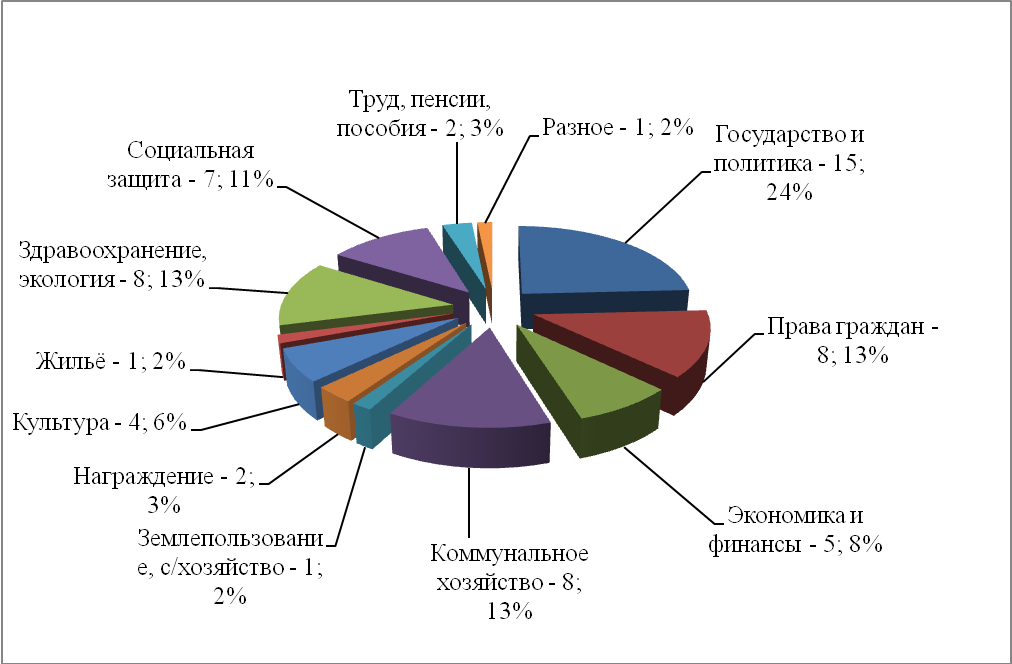 Труд, пенсии,
пособия - 2; 3%
Разное - 1; 2%
Государство и
политика - 15;
24%
Социальная
защита - 7; 11%
Здравоохранение,
экология - 8; 13%
Права граждан -
8; 13%
Жильё - 1; 2%
Культура - 4; 6%
Награждение - 2;
3%
Экономика и
финансы - 5; 8%
Землепользовани
е, с/хозяйство - 1;
2%
Коммунальное
хозяйство - 8;
13%